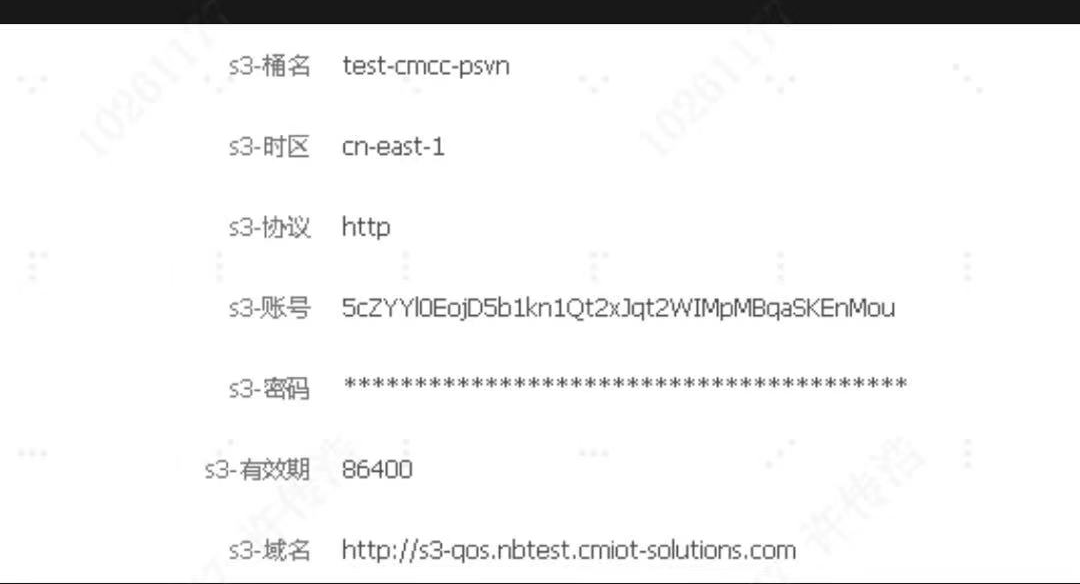 s3-桶名 test-cmcc-psvn
s3-时区 cn-east-1
s3-协议 http
s3-账号 5cZYYl0EojD5b1kn1Qt2xJqt2WIMpMBqaSKEnMou
s3-密码 ****************************************
s3-有效期 86400
s3-域名 http://s3-qos.nbtest.cmiot-solutions.com
10261177
10261177
许传浩
许传浩